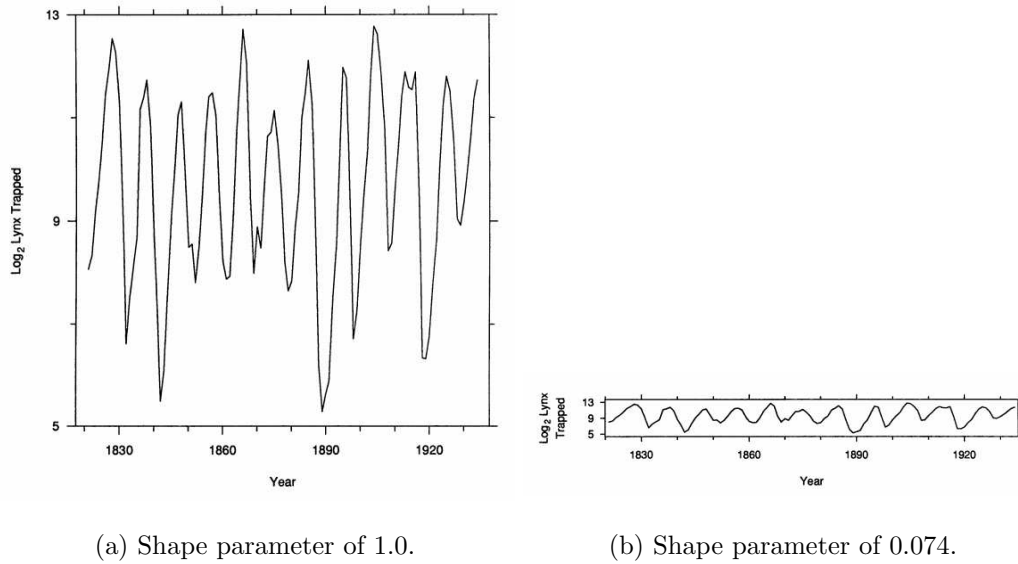 13
9
5
Log2 Lynx Trapped
1830 1860 1890 1920
Year
13
9
5
Log2 Lynx
Trapped
1830 1860 1890 1920
Year
(a) Shape parameter of 1.0.
(b) Shape parameter of 0.074.